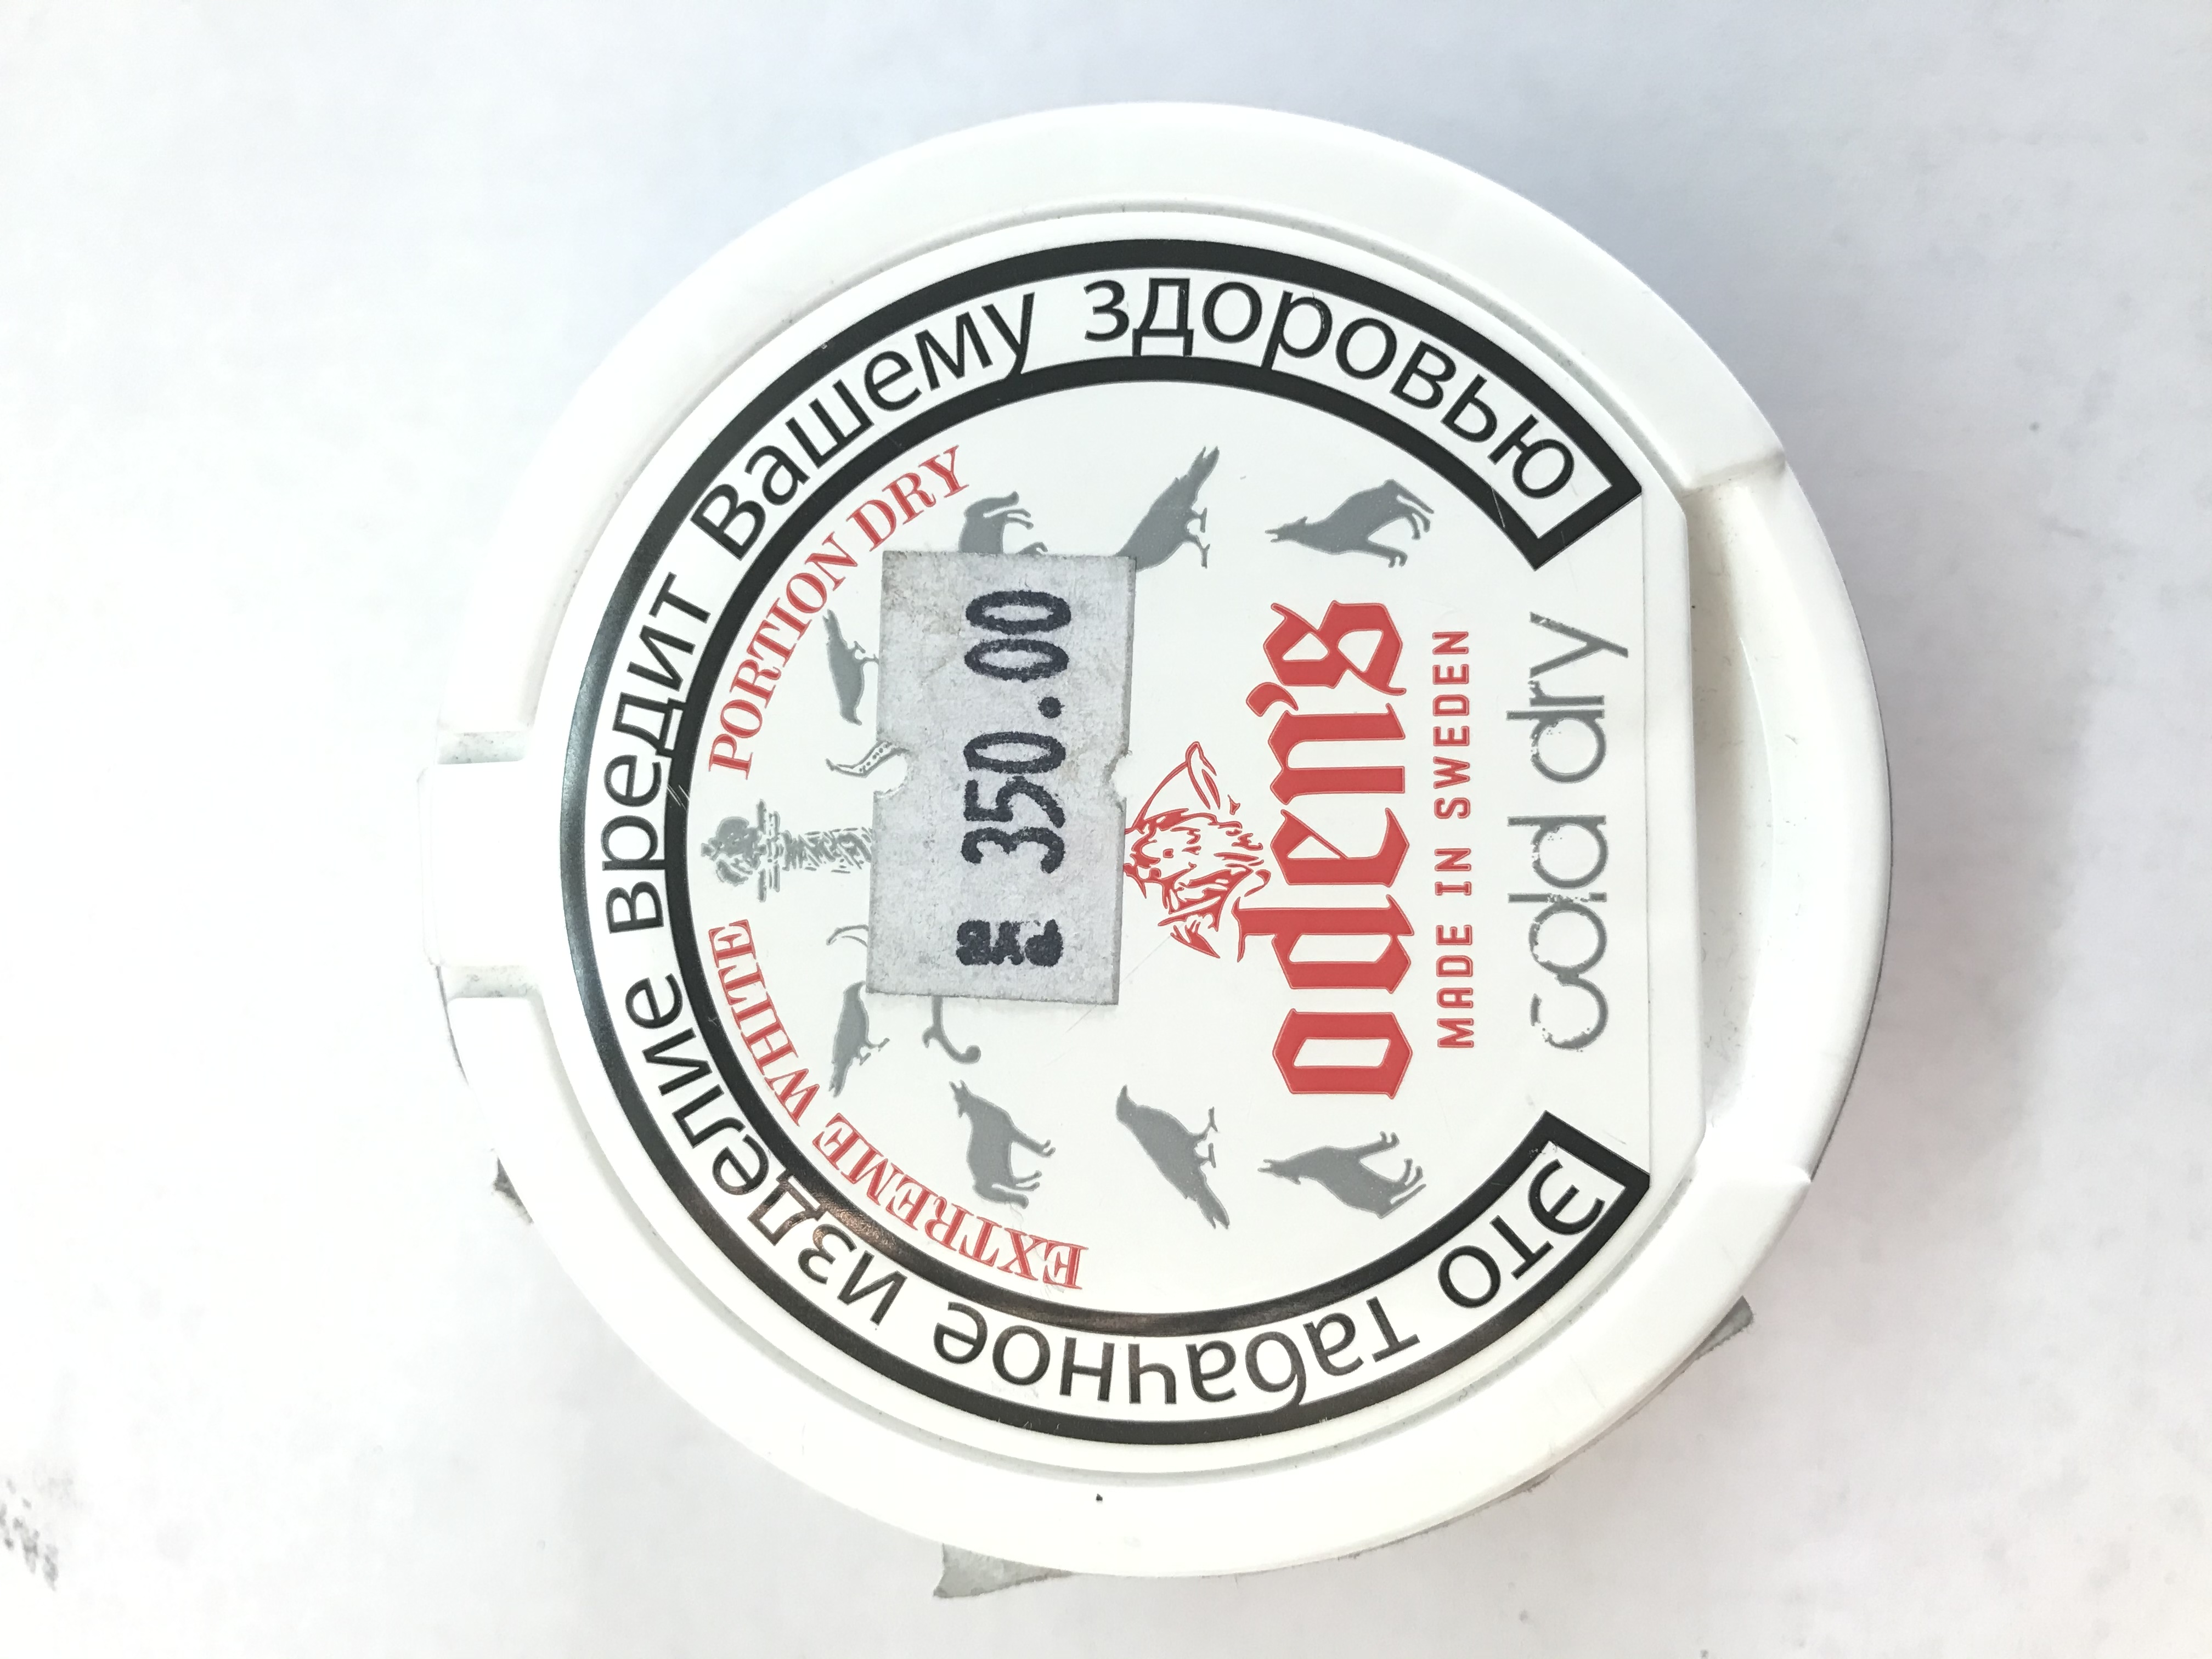 Это табачное изделие вредит Вашему здоровью
EXTREME WHITE PORTION DRY
350.00
oden's
MADE IN SWEDEN
cold dry